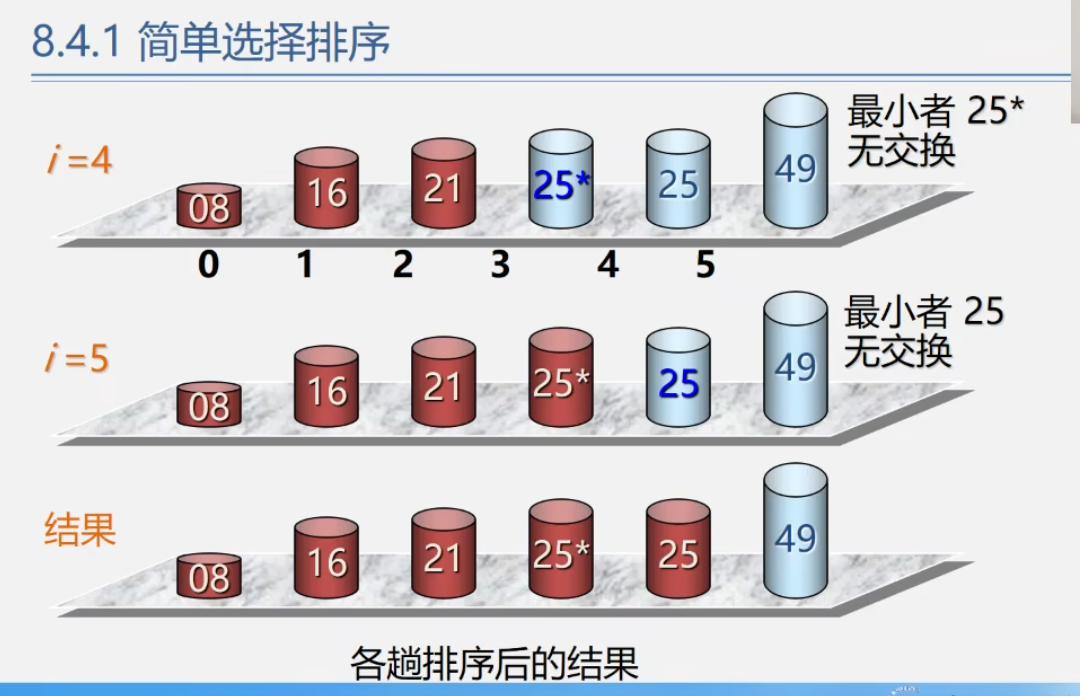 8.4.1 简单选择排序
最小者 25*
i =4
无交换
08 16 21 25* 25 49
0 1 2 3 4 5
最小者 25
i =5
无交换
08 16 21 25* 25 49
结果
08 16 21 25* 25 49
各趟排序后的结果